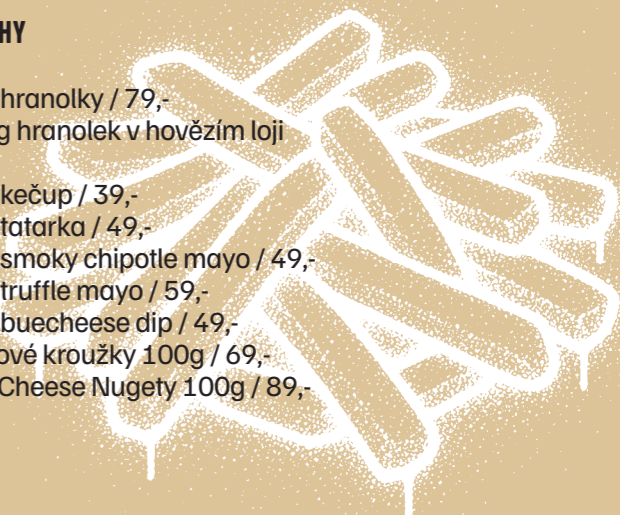 HY
hranolky / 79,-
g hranolek v hovězím loji
kečup / 39,-
tatarka / 49,-
smoky chipotle mayo / 49,-
truffle mayo / 59,-
buecheese dip / 49,-
ové kroužky 100g / 69,-
Cheese Nugety 100g / 89,-